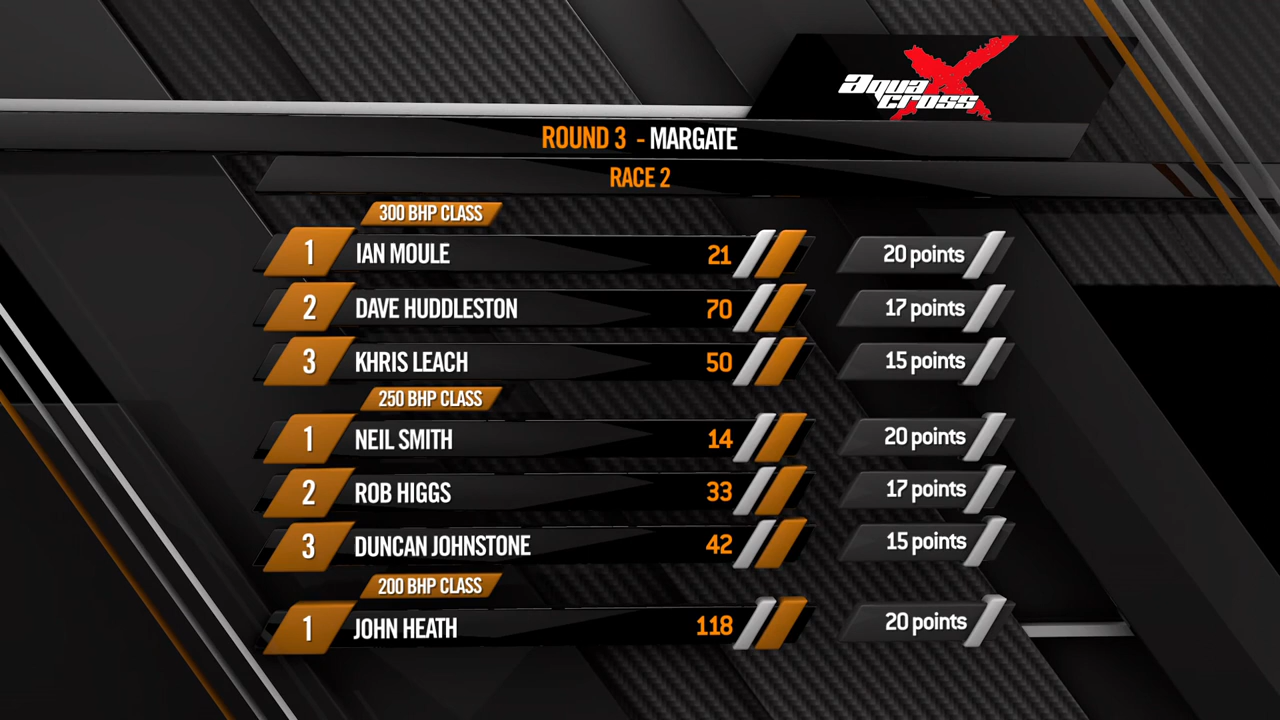 aqua X
cross
ROUND 3 - MARGATE
RACE 2
300 BHP CLASS
1 IAN MOULE 21 20 points
2 DAVE HUDDLESTON 70 17 points
3 KHRIS LEACH 50 15 points
250 BHP CLASS
1 NEIL SMITH 14 20 points
2 ROB HIGGS 33 17 points
3 DUNCAN JOHNSTONE 42 15 points
200 BHP CLASS
1 JOHN HEATH 118 20 points